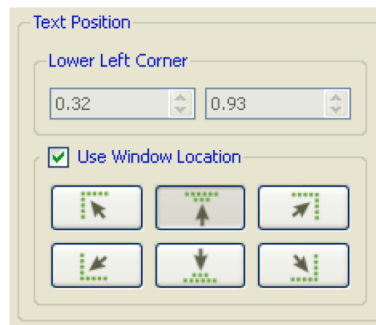 Text Position
Lower Left Corner
0.32 0.93
Use Window Location